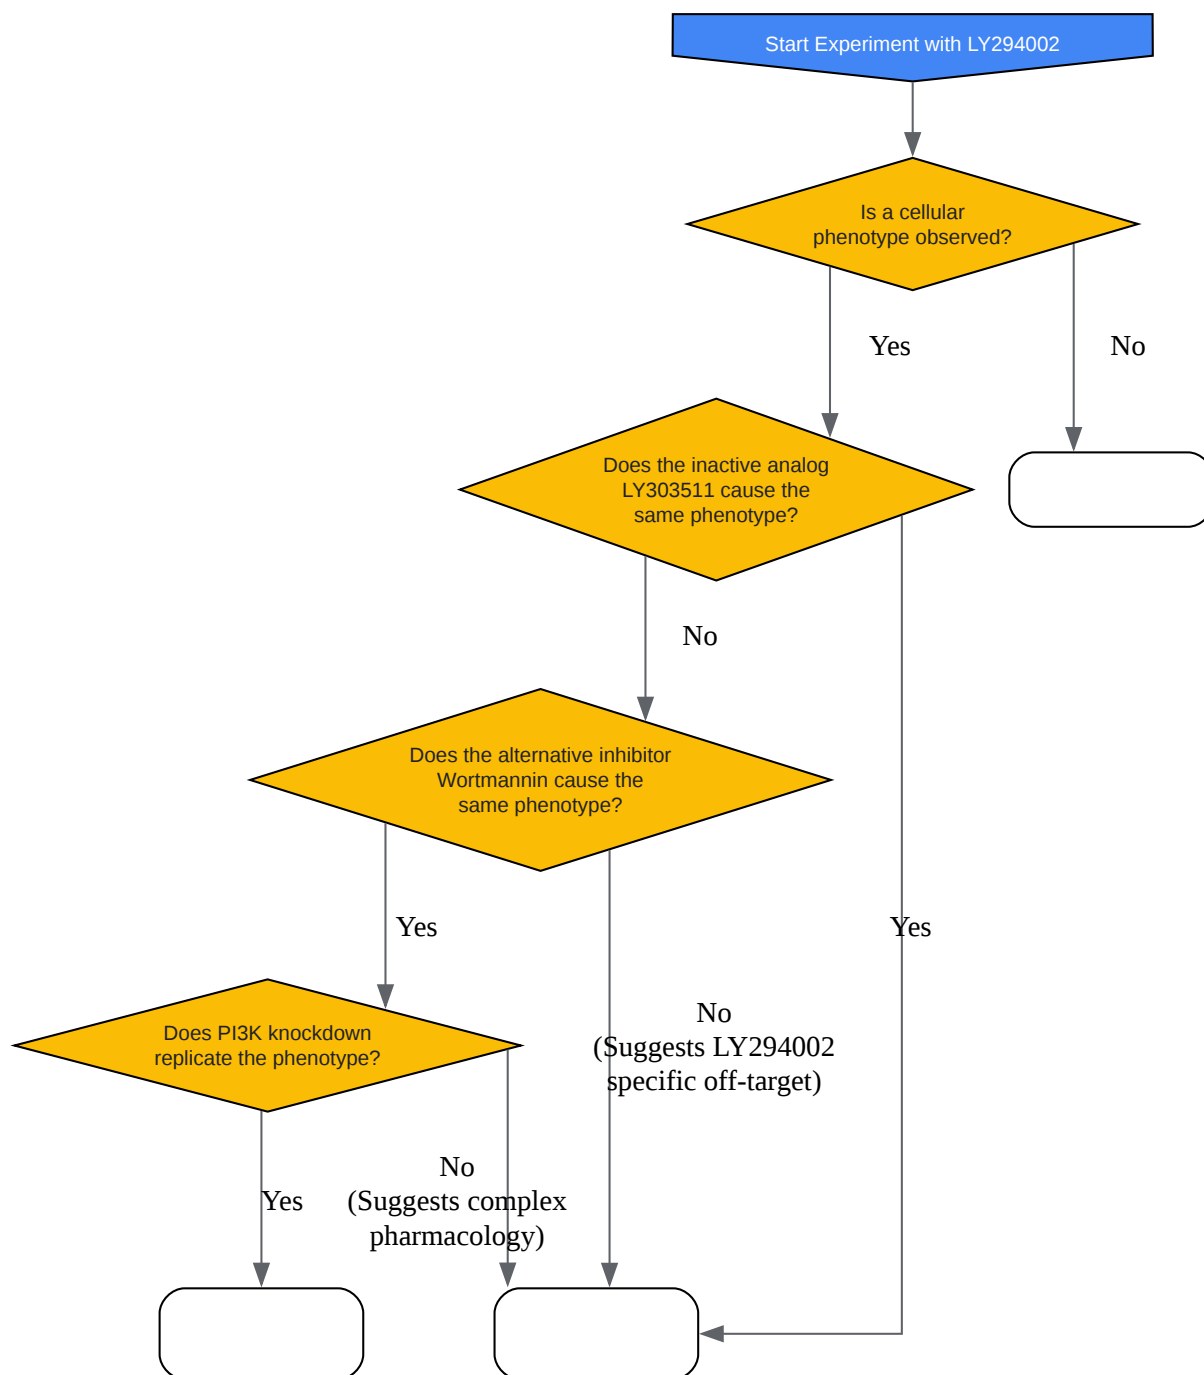 Start Experiment with LY294002
Is a cellular
phenotype observed?
Yes
No
Does the inactive analog
LY303511 cause the
same phenotype?
No
Does the alternative inhibitor
Wortmannin cause the
same phenotype?
Yes
Yes
No
(Suggests LY294002
specific off-target)
Does PI3K knockdown
replicate the phenotype?
Yes
No
(Suggests complex
pharmacology)